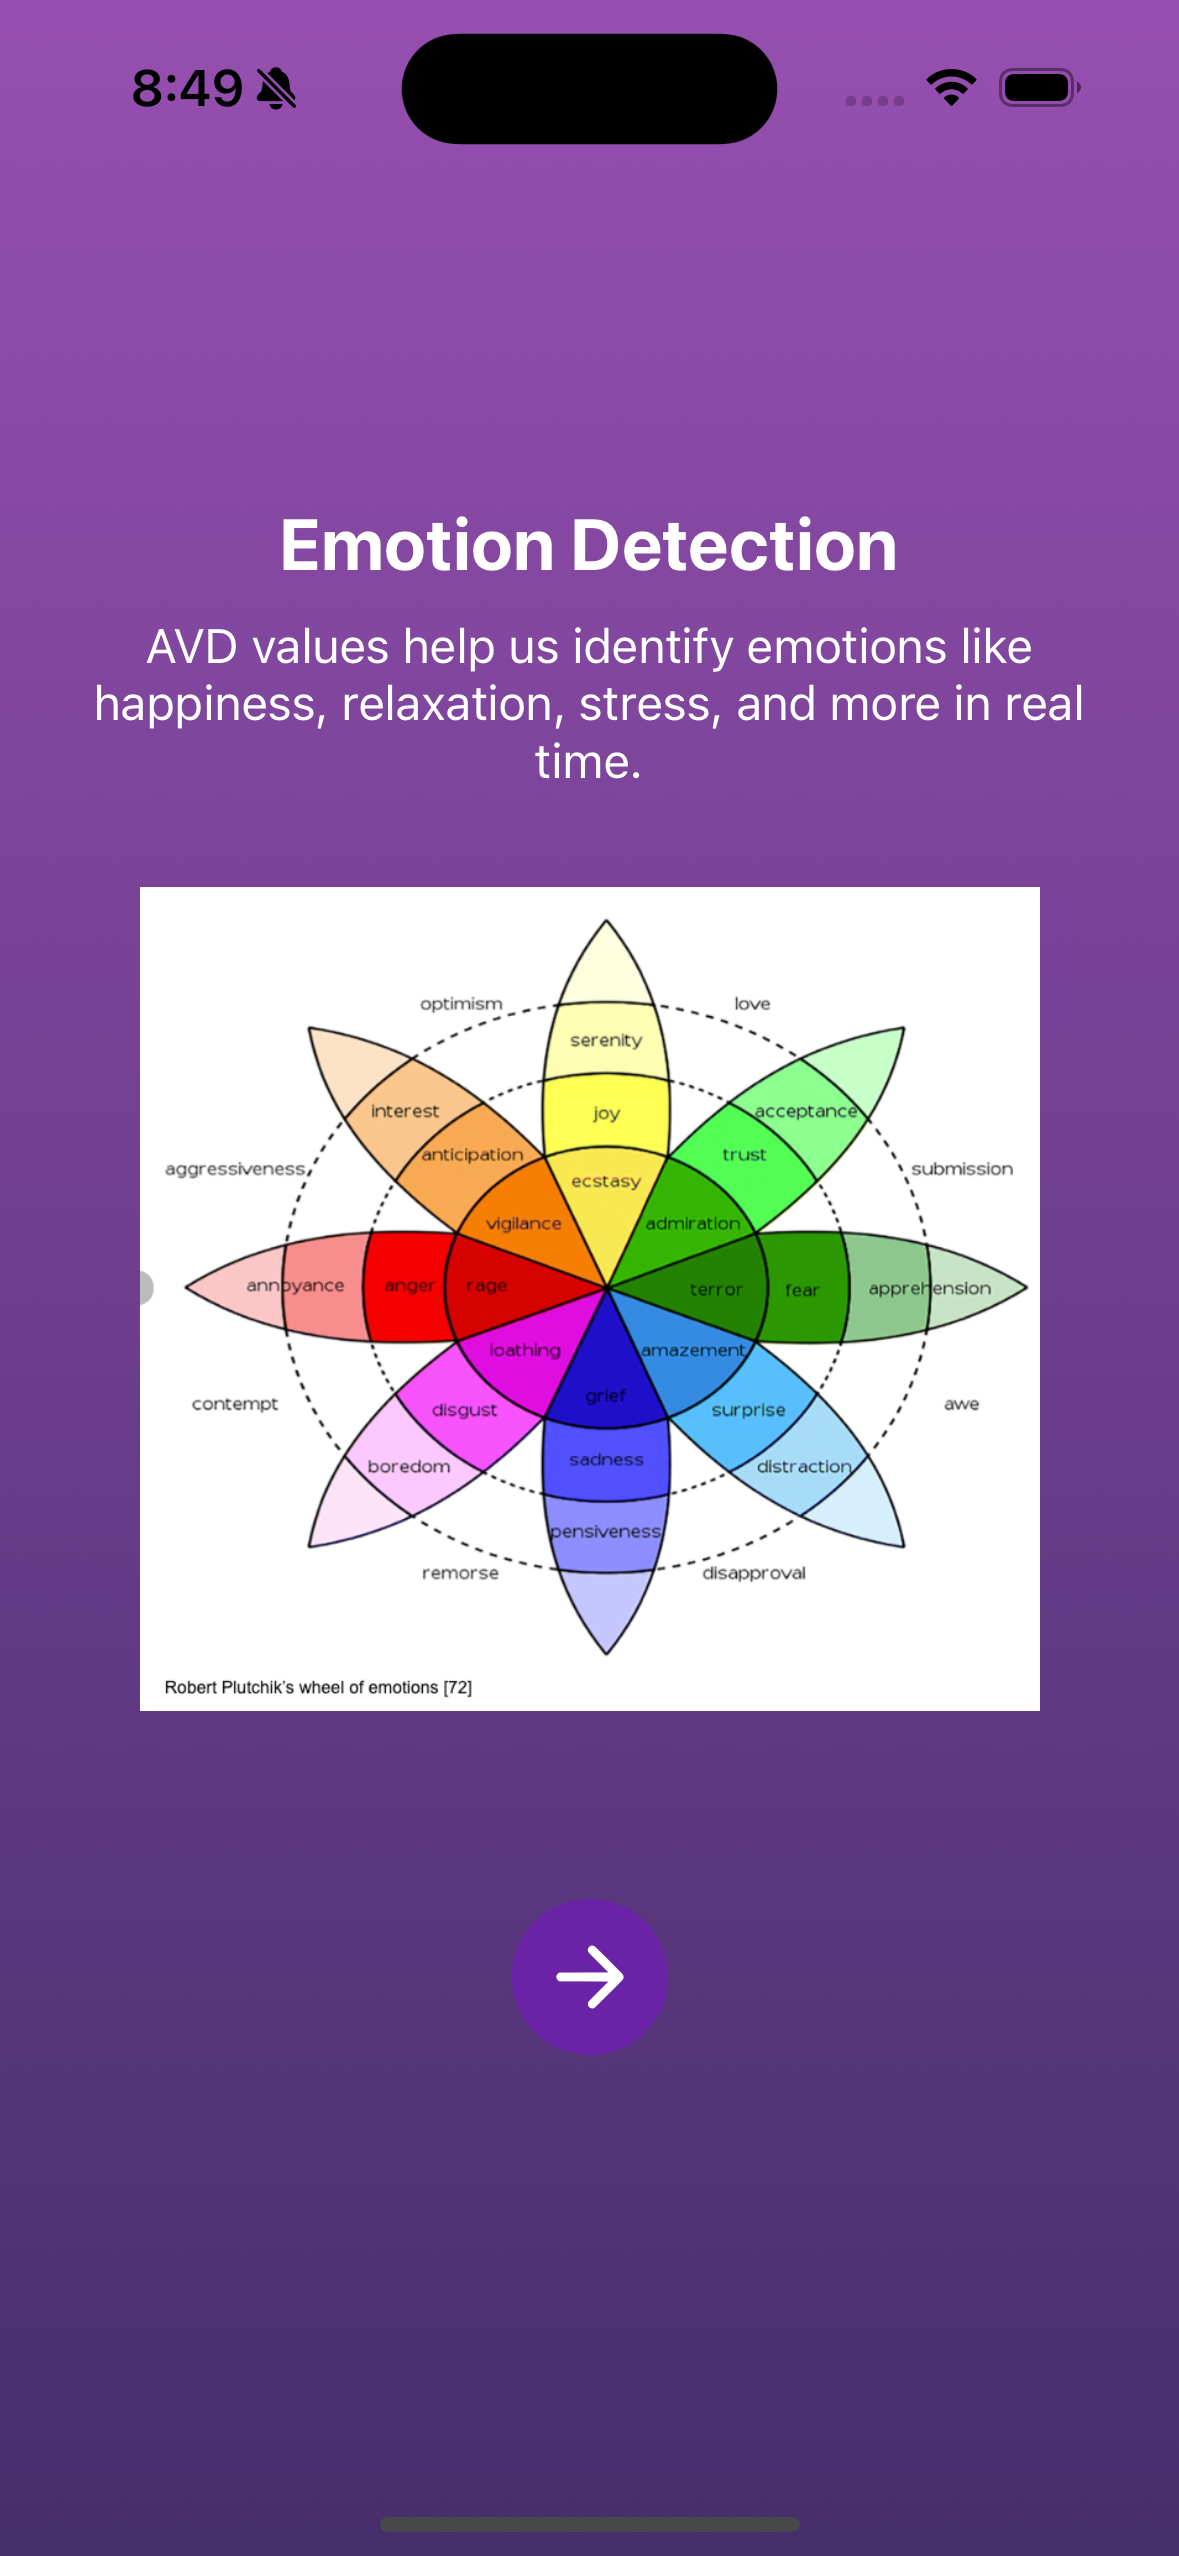 8:49
Emotion Detection
AVD values help us identify emotions like
happiness, relaxation, stress, and more in real
time.
optimism
love
serenity
interest
joy
acceptance
anticipation
trust
aggressiveness
ecstasy
submission
vigilance
admiration
annoyance
anger
rage
terror
fear
apprehension
loathing
amazement
contempt
grief
awe
disgust
surprise
boredom
sadness
distraction
pensiveness
remorse
disapproval
Robert Plutchik's wheel of emotions [72]